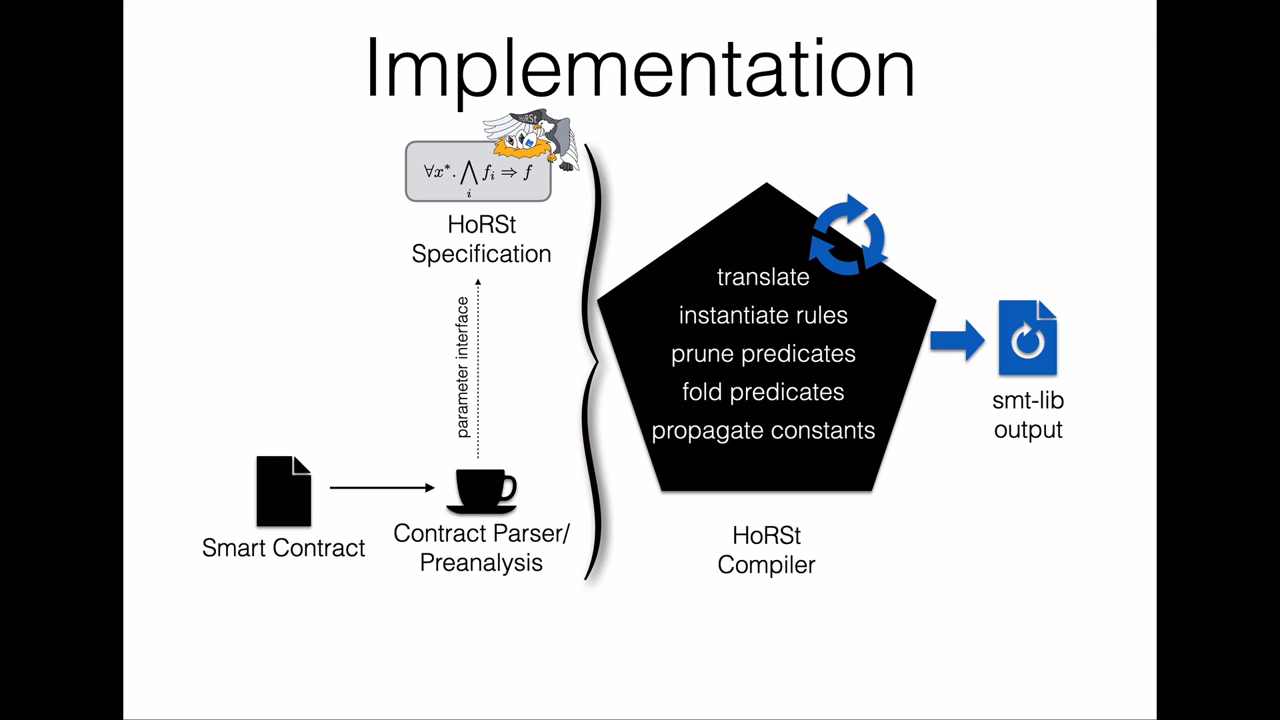 Implementation
HoRSt
∀x*. ⋀ fᵢ ⇒ f
i
HoRSt
Specification
parameter interface
Smart Contract
Contract Parser/
Preanalysis
translate
instantiate rules
prune predicates
fold predicates
propagate constants
HoRSt
Compiler
smt-lib
output